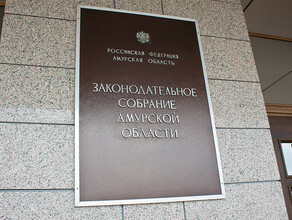 РОССИЙСКАЯ ФЕДЕРАЦИЯ
АМУРСКАЯ ОБЛАСТЬ
ЗАКОНОДАТЕЛЬНОЕ
СОБРАНИЕ
АМУРСКОЙ
ОБЛАСТИ